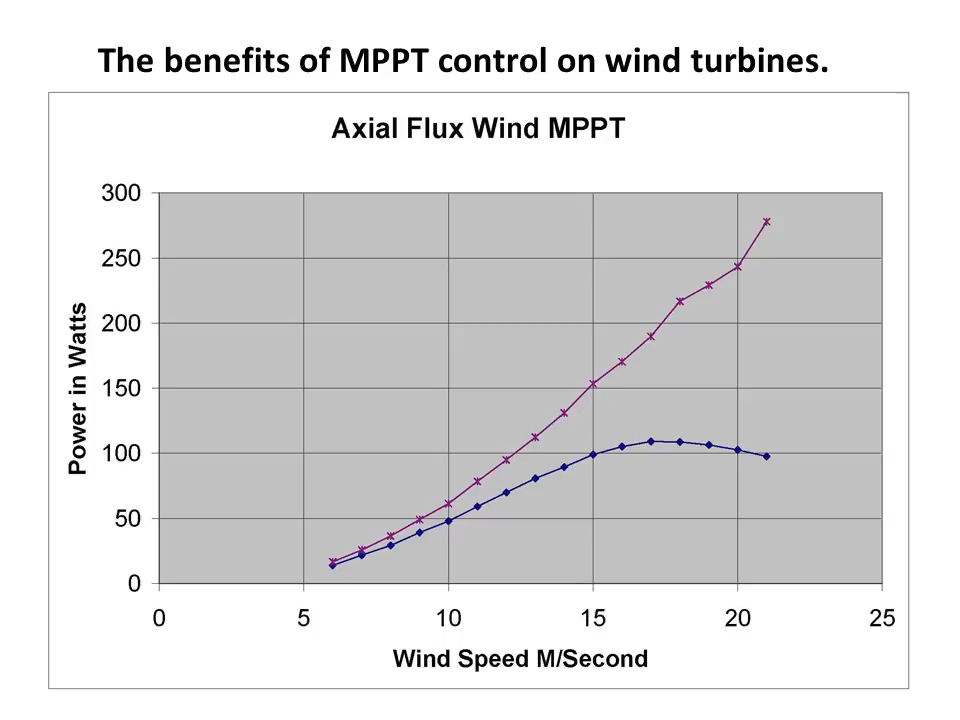 The benefits of MPPT control on wind turbines.
Axial Flux Wind MPPT
300
250
200
150
100
50
0
Power in Watts
0 5 10 15 20 25
Wind Speed M/Second